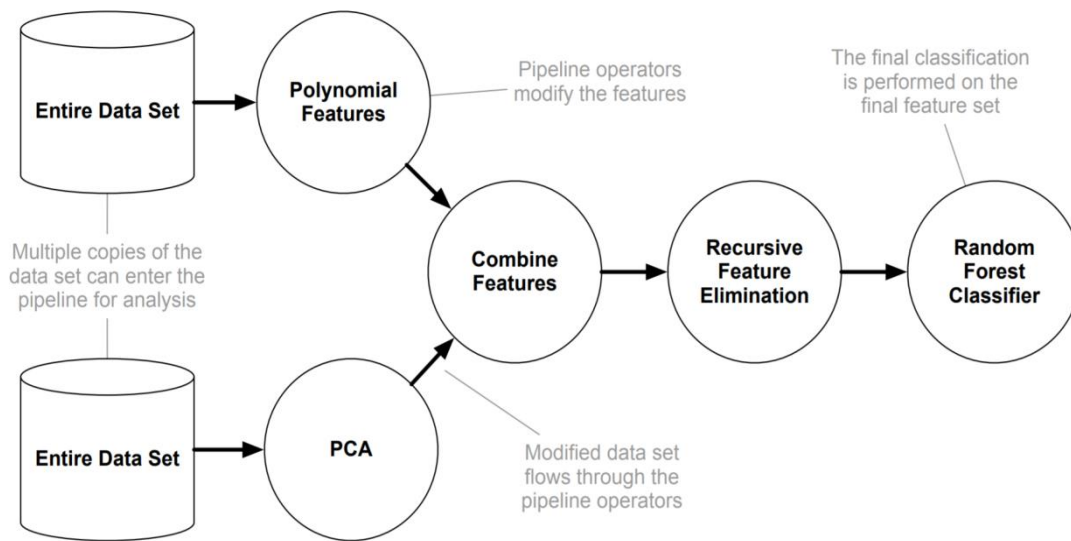 Entire Data Set
Polynomial
Features
Pipeline operators
modify the features
The final classification
is performed on the
final feature set
Multiple copies of the
data set can enter the
pipeline for analysis
Combine
Features
Recursive
Feature
Elimination
Random
Forest
Classifier
Entire Data Set
PCA
Modified data set
flows through the
pipeline operators